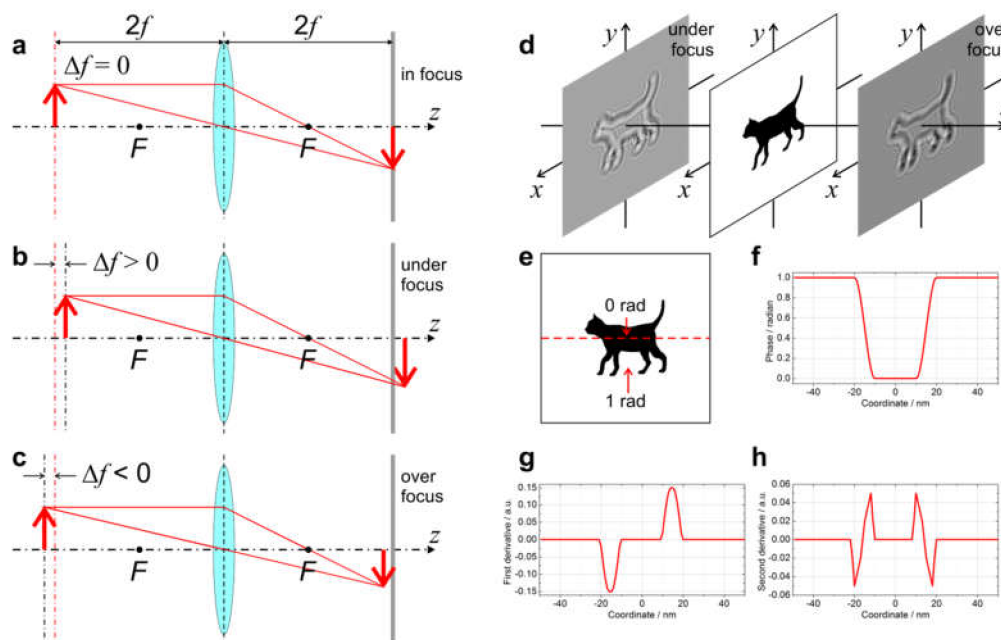 a
2f
2f
Δf = 0
in focus
z
F
F
b
Δf > 0
under
focus
z
F
F
c
Δf < 0
over
focus
z
F
F
d
y
under
focus
y
y
over
focus
x
x
x
e
0 rad
1 rad
f
Phase / radian
1.0
0.8
0.6
0.4
0.2
0.0
-40 -20 0 20 40
Coordinate / nm
g
First derivative / a.u.
0.15
0.10
0.05
0.00
-0.05
-0.10
-0.15
-40 -20 0 20 40
Coordinate / nm
h
Second derivative / a.u.
0.06
0.04
0.02
0.00
-0.02
-0.04
-0.06
-40 -20 0 20 40
Coordinate / nm